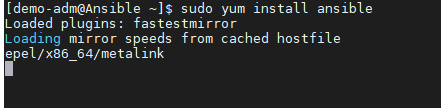 [demo-adm@Ansible ~]$ sudo yum install ansible
Loaded plugins: fastestmirror
Loading mirror speeds from cached hostfile
epel/x86_64/metalink